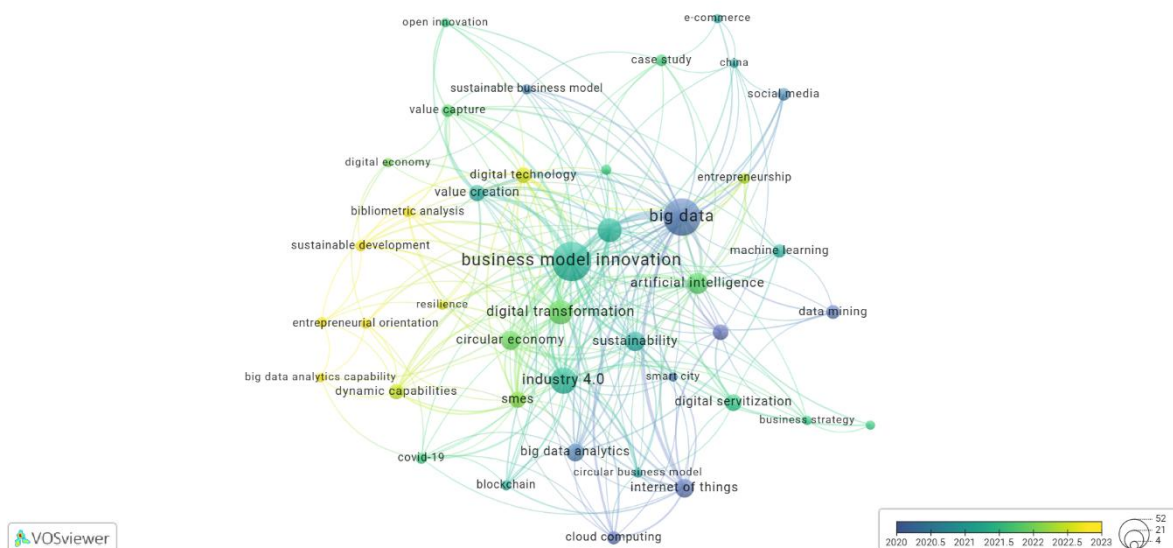 open innovation
e-commerce
case study
china
sustainable business model
social media
value capture
digital economy
digital technology
entrepreneurship
value creation
bibliometric analysis
big data
sustainable development
machine learning
business model innovation
artificial intelligence
resilience
digital transformation
data mining
entrepreneurial orientation
circular economy
sustainability
big data analytics capability
industry 4.0
smart city
dynamic capabilities
smes
digital servitization
business strategy
big data analytics
covid-19
circular business model
blockchain
internet of things
cloud computing
VOSviewer
2020 2020.5 2021 2021.5 2022 2022.5 2023
52
21
4